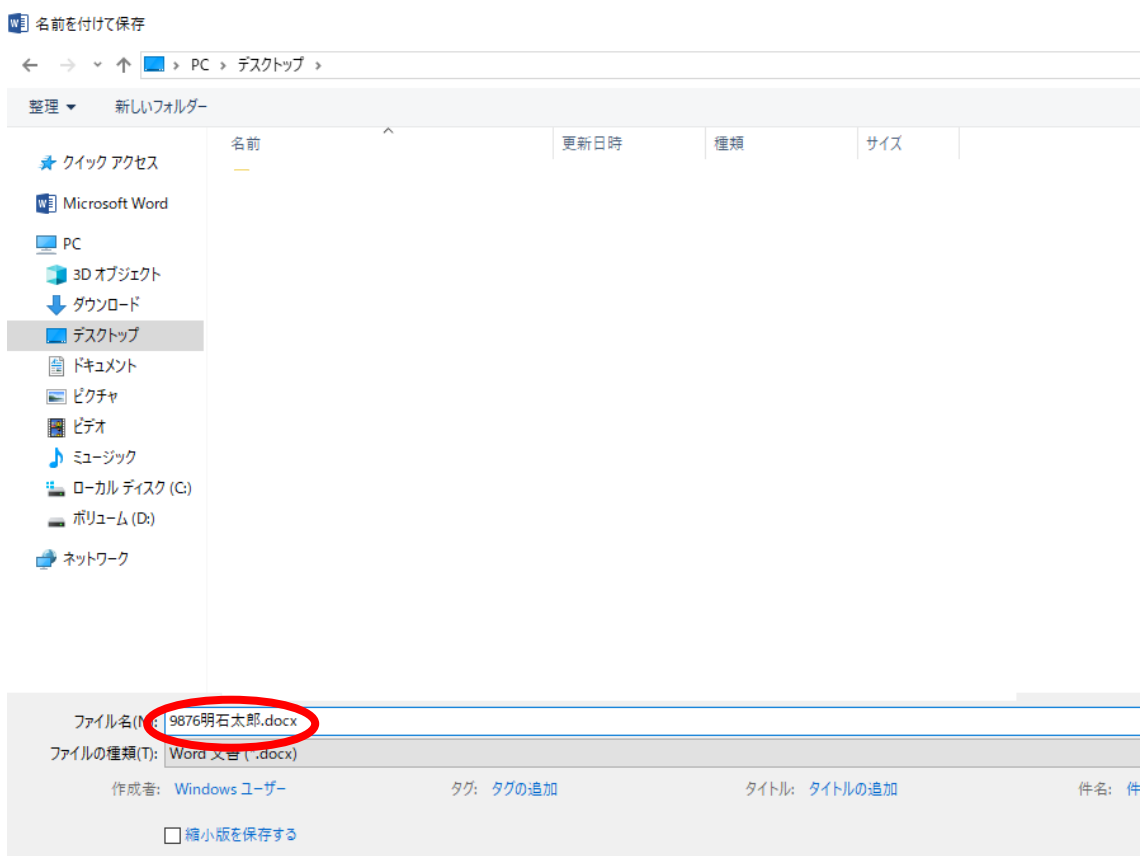 名前を付けて保存
PC デスクトップ
整理 新しいフォルダー
名前 更新日時 種類 サイズ
クイック アクセス
Microsoft Word
PC
3D オブジェクト
ダウンロード
デスクトップ
ドキュメント
ピクチャ
ビデオ
ミュージック
ローカル ディスク (C:)
ボリューム (D:)
ネットワーク
ファイル名(N): 9876明石太郎.docx
ファイルの種類(T): Word 文書 (*.docx)
作成者: Windows ユーザー タグ: タグの追加 タイトル: タイトルの追加 件名: 件
縮小版を保存する